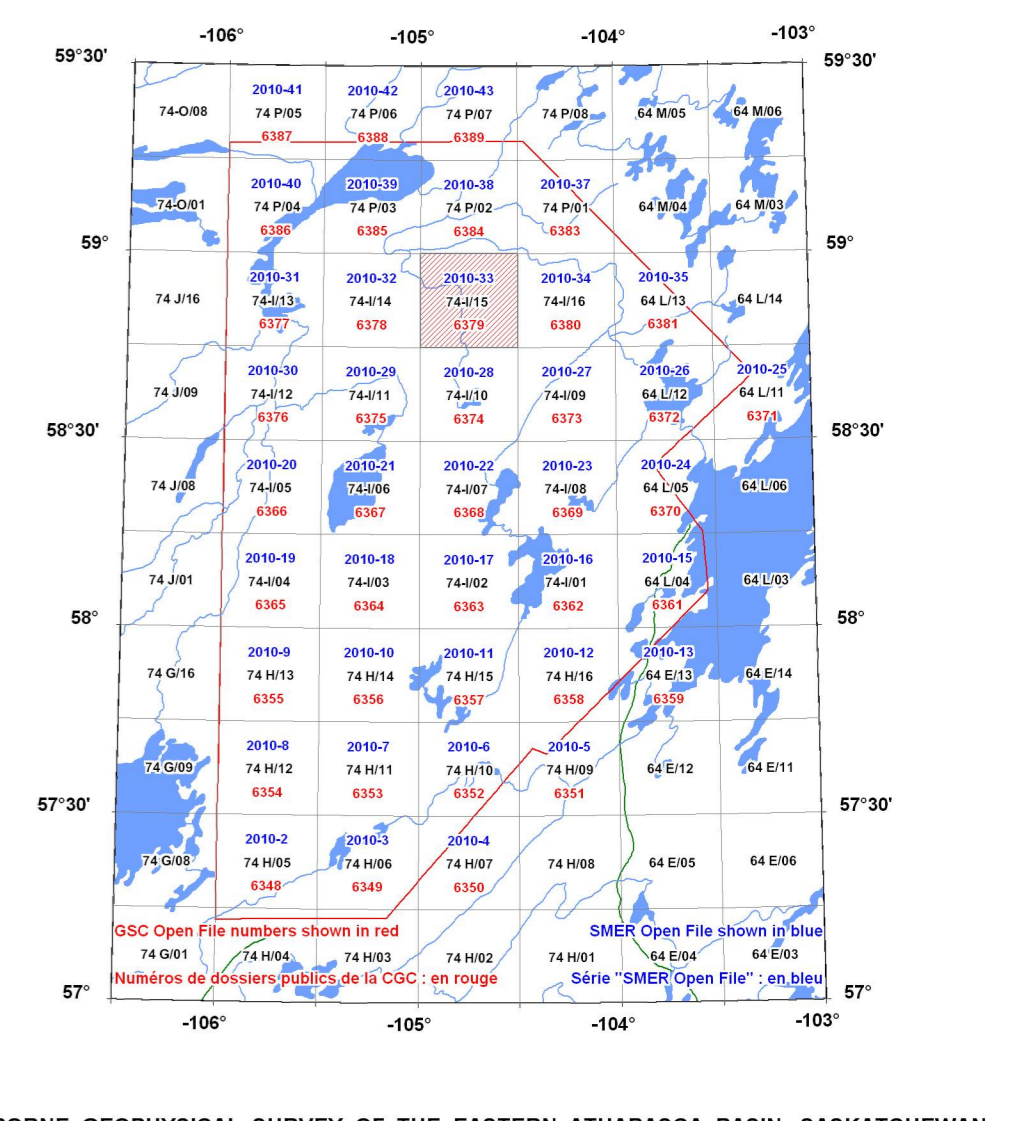 -106° -105° -104° -103°
59°30' 59°30'
2010-41 2010-42 2010-43
74-O/08 74 P/05 74 P/06 74 P/07 74 P/08 64 M/05 64 M/06
6387 6388 6389
2010-40 2010-39 2010-38 2010-37
74-O/01 74 P/04 74 P/03 74 P/02 74 P/01 64 M/04 64 M/03
6386 6385 6384 6383
59° 59°
2010-31 2010-32 2010-33 2010-34 2010-35
74 J/16 74-I/13 74-I/14 74-I/15 74-I/16 64 L/13 64 L/14
6377 6378 6379 6380 6381
2010-30 2010-29 2010-28 2010-27 2010-26 2010-25
74 J/09 74-I/12 74-I/11 74-I/10 74-I/09 64 L/12 64 L/11
6376 6375 6374 6373 6372 6371
58°30' 58°30'
2010-20 2010-21 2010-22 2010-23 2010-24
74 J/08 74-I/05 74-I/06 74-I/07 74-I/08 64 L/05 64 L/06
6366 6367 6368 6369 6370
2010-19 2010-18 2010-17 2010-16 2010-15
74 J/01 74-I/04 74-I/03 74-I/02 74-I/01 64 L/04 64 L/03
6365 6364 6363 6362 6361
58° 58°
2010-9 2010-10 2010-11 2010-12 2010-13
74 G/16 74 H/13 74 H/14 74 H/15 74 H/16 64 E/13 64 E/14
6355 6356 6357 6358 6359
2010-8 2010-7 2010-6 2010-5
74 G/09 74 H/12 74 H/11 74 H/10 74 H/09 64 E/12 64 E/11
6354 6353 6352 6351
57°30' 57°30'
2010-2 2010-3 2010-4
74 G/08 74 H/05 74 H/06 74 H/07 74 H/08 64 E/05 64 E/06
6348 6349 6350
GSC Open File numbers shown in red SMER Open File shown in blue
74 G/01 74 H/04 74 H/03 74 H/02 74 H/01 64 E/04 64 E/03
Numéros de dossiers publics de la CGC : en rouge Série "SMER Open File" : en bleu
57° 57°
-106° -105° -104° -103°
GEOPHYSICAL SURVEY OF THE EASTERN ATHABASCA BASIN, SASKATCHEWAN